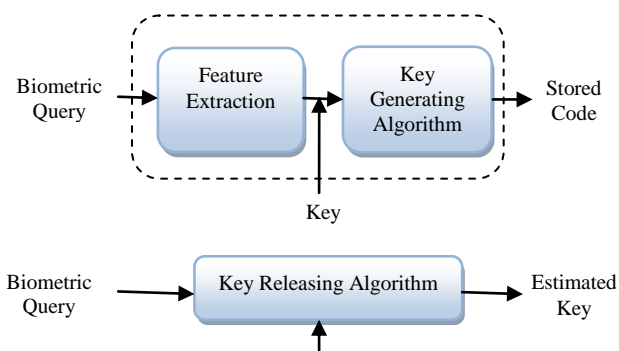 Biometric
Query
Feature
Extraction
Key
Generating
Algorithm
Stored
Code
Key
Biometric
Query
Key Releasing Algorithm
Estimated
Key